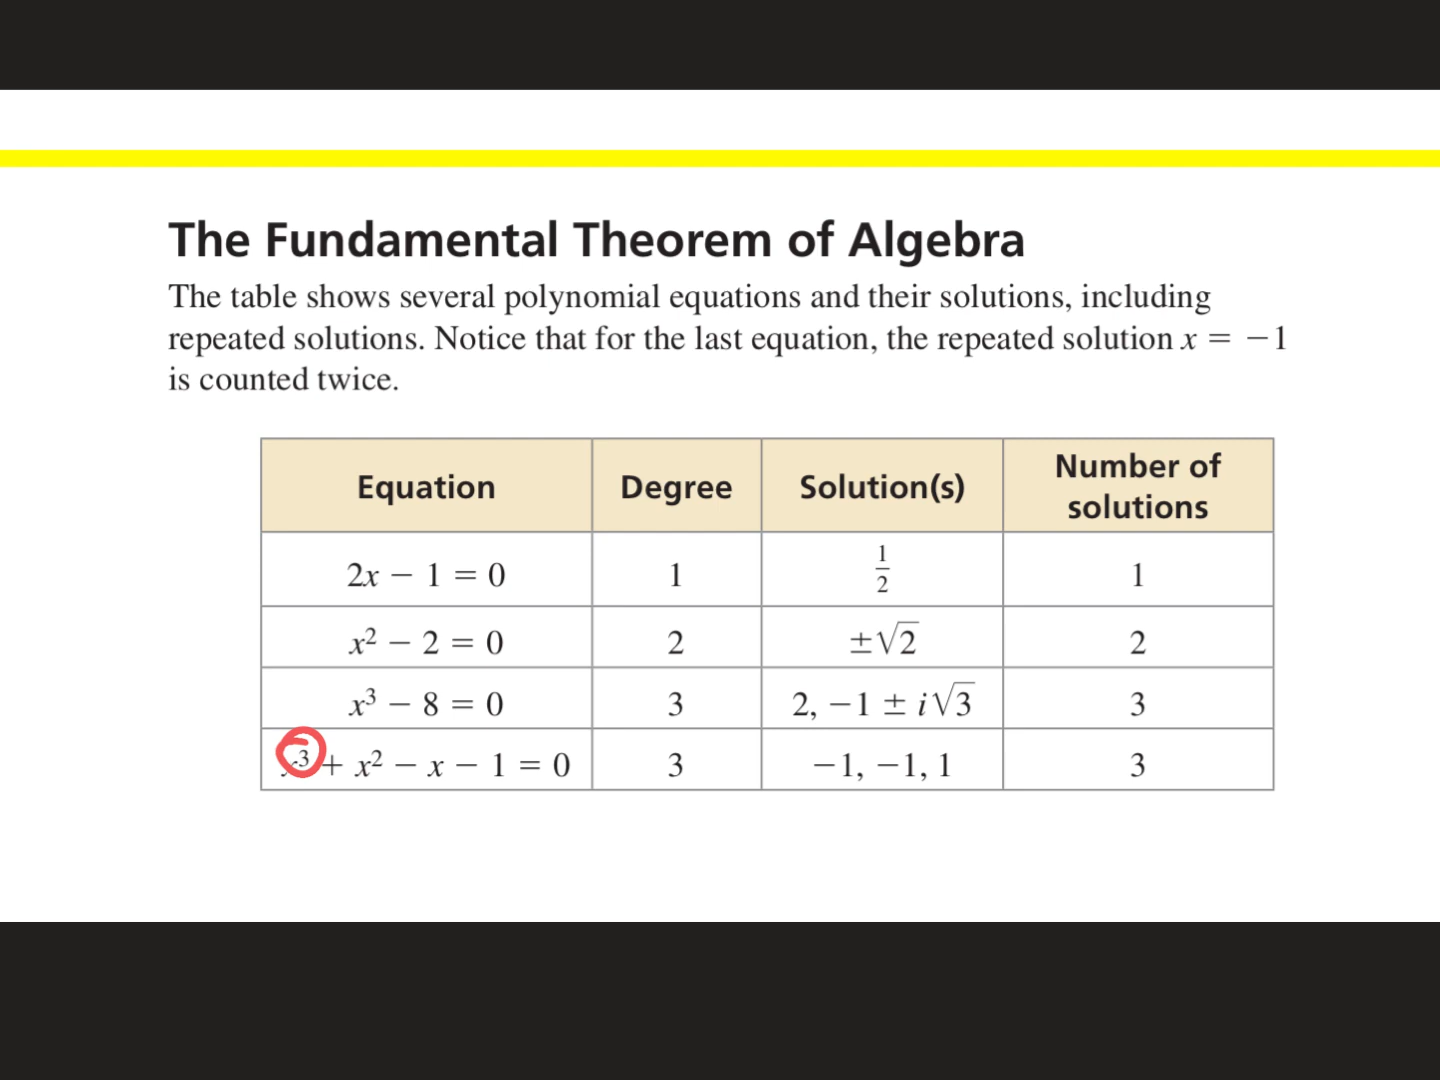 The Fundamental Theorem of Algebra
The table shows several polynomial equations and their solutions, including
repeated solutions. Notice that for the last equation, the repeated solution x = −1
is counted twice.
Equation Degree Solution(s) Number of solutions
2x − 1 = 0 1 1/2 1
x² − 2 = 0 2 ±√2 2
x³ − 8 = 0 3 2, −1 ± i√3 3
x³ + x² − x − 1 = 0 3 −1, −1, 1 3